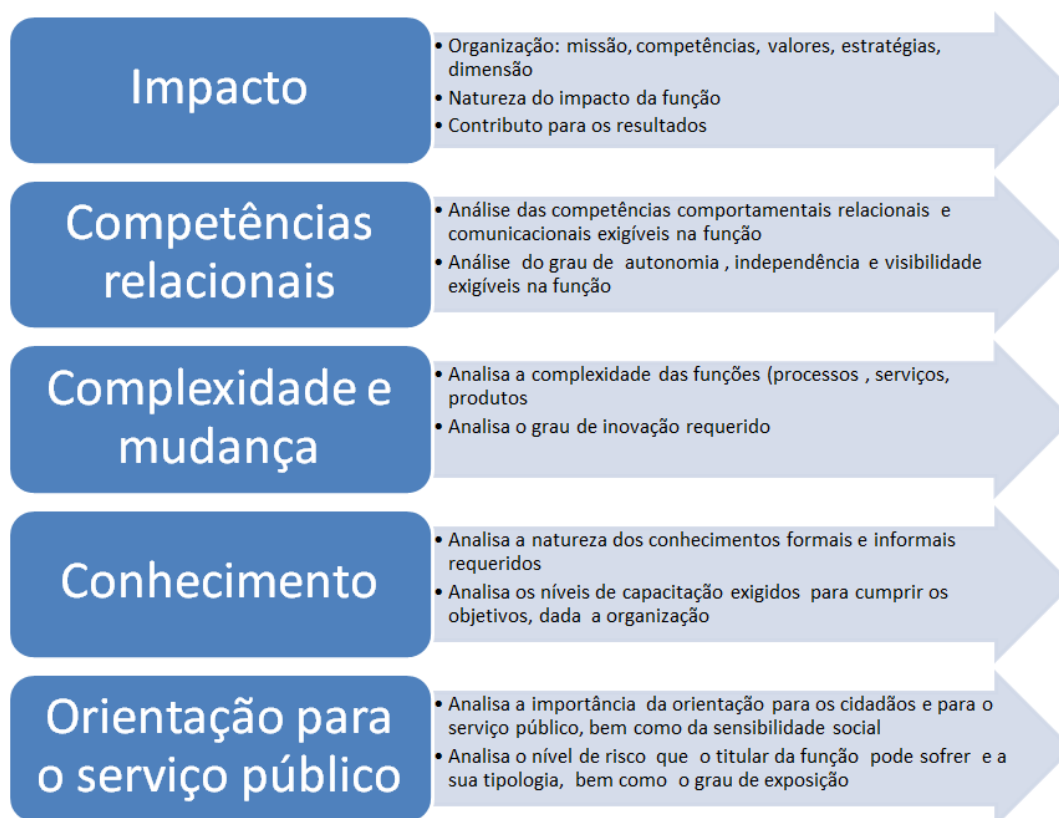 Impacto
• Organização: missão, competências, valores, estratégias,
dimensão
• Natureza do impacto da função
• Contributo para os resultados
Competências
relacionais
• Análise das competências comportamentais relacionais e
comunicacionais exigíveis na função
• Análise do grau de autonomia , independência e visibilidade
exigíveis na função
Complexidade e
mudança
• Analisa a complexidade das funções (processos , serviços,
produtos
• Analisa o grau de inovação requerido
Conhecimento
• Analisa a natureza dos conhecimentos formais e informais
requeridos
• Analisa os níveis de capacitação exigidos para cumprir os
objetivos, dada a organização
Orientação para
o serviço público
• Analisa a importância da orientação para os cidadãos e para o
serviço público, bem como da sensibilidade social
• Analisa o nível de risco que o titular da função pode sofrer e a
sua tipologia, bem como o grau de exposição